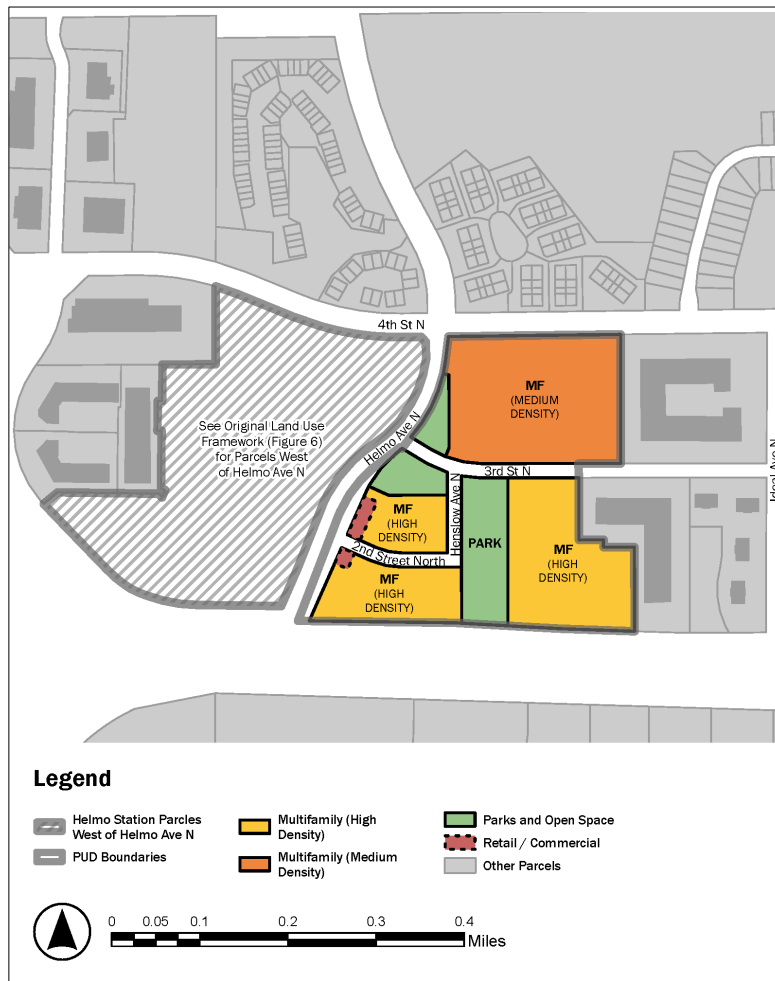 4th St N
MF
(MEDIUM
DENSITY)
See Original Land Use
Framework (Figure 6)
for Parcels West
of Helmo Ave N
Helmo Ave N
3rd St N
Ideal Ave N
Henslow Ave N
MF
(HIGH
DENSITY)
PARK
MF
(HIGH
DENSITY)
2nd Street North
MF
(HIGH
DENSITY)
Legend
Helmo Station Parcles
West of Helmo Ave N
PUD Boundaries
Multifamily (High
Density)
Multifamily (Medium
Density)
Parks and Open Space
Retail / Commercial
Other Parcels
0 0.05 0.1 0.2 0.3 0.4
Miles